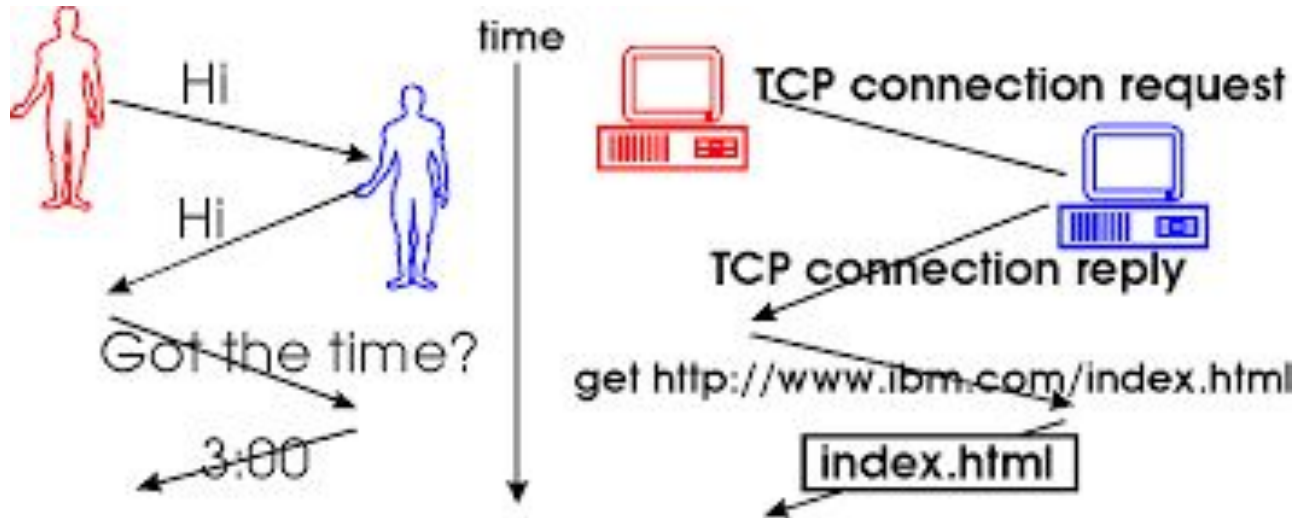 Hi
Hi
Got the time?
3:00
time
TCP connection request
TCP connection reply
get http://www.ibm.com/index.html
index.html